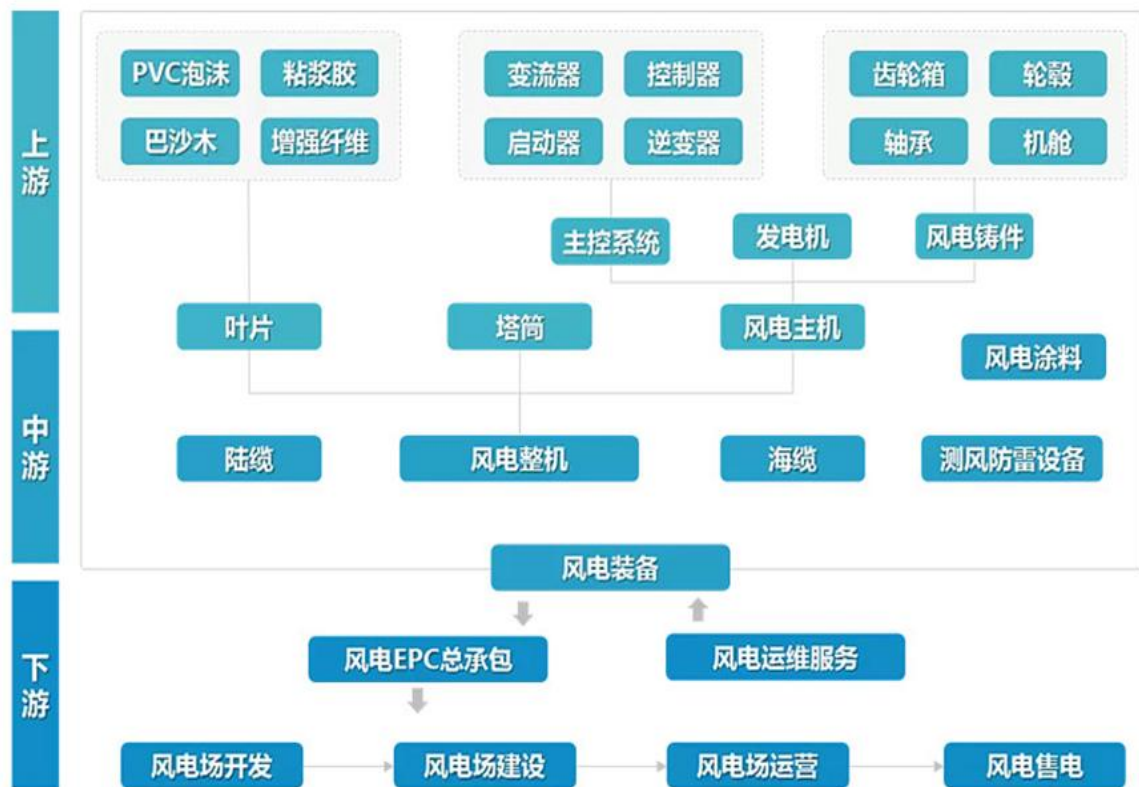 上游
PVC泡沫
粘浆胶
巴沙木
增强纤维
变流器
控制器
启动器
逆变器
齿轮箱
轮毂
轴承
机舱
主控系统
发电机
风电铸件
叶片
塔筒
风电主机
中游
风电涂料
陆缆
风电整机
海缆
测风防雷设备
风电装备
下游
风电EPC总承包
风电运维服务
风电场开发
风电场建设
风电场运营
风电售电